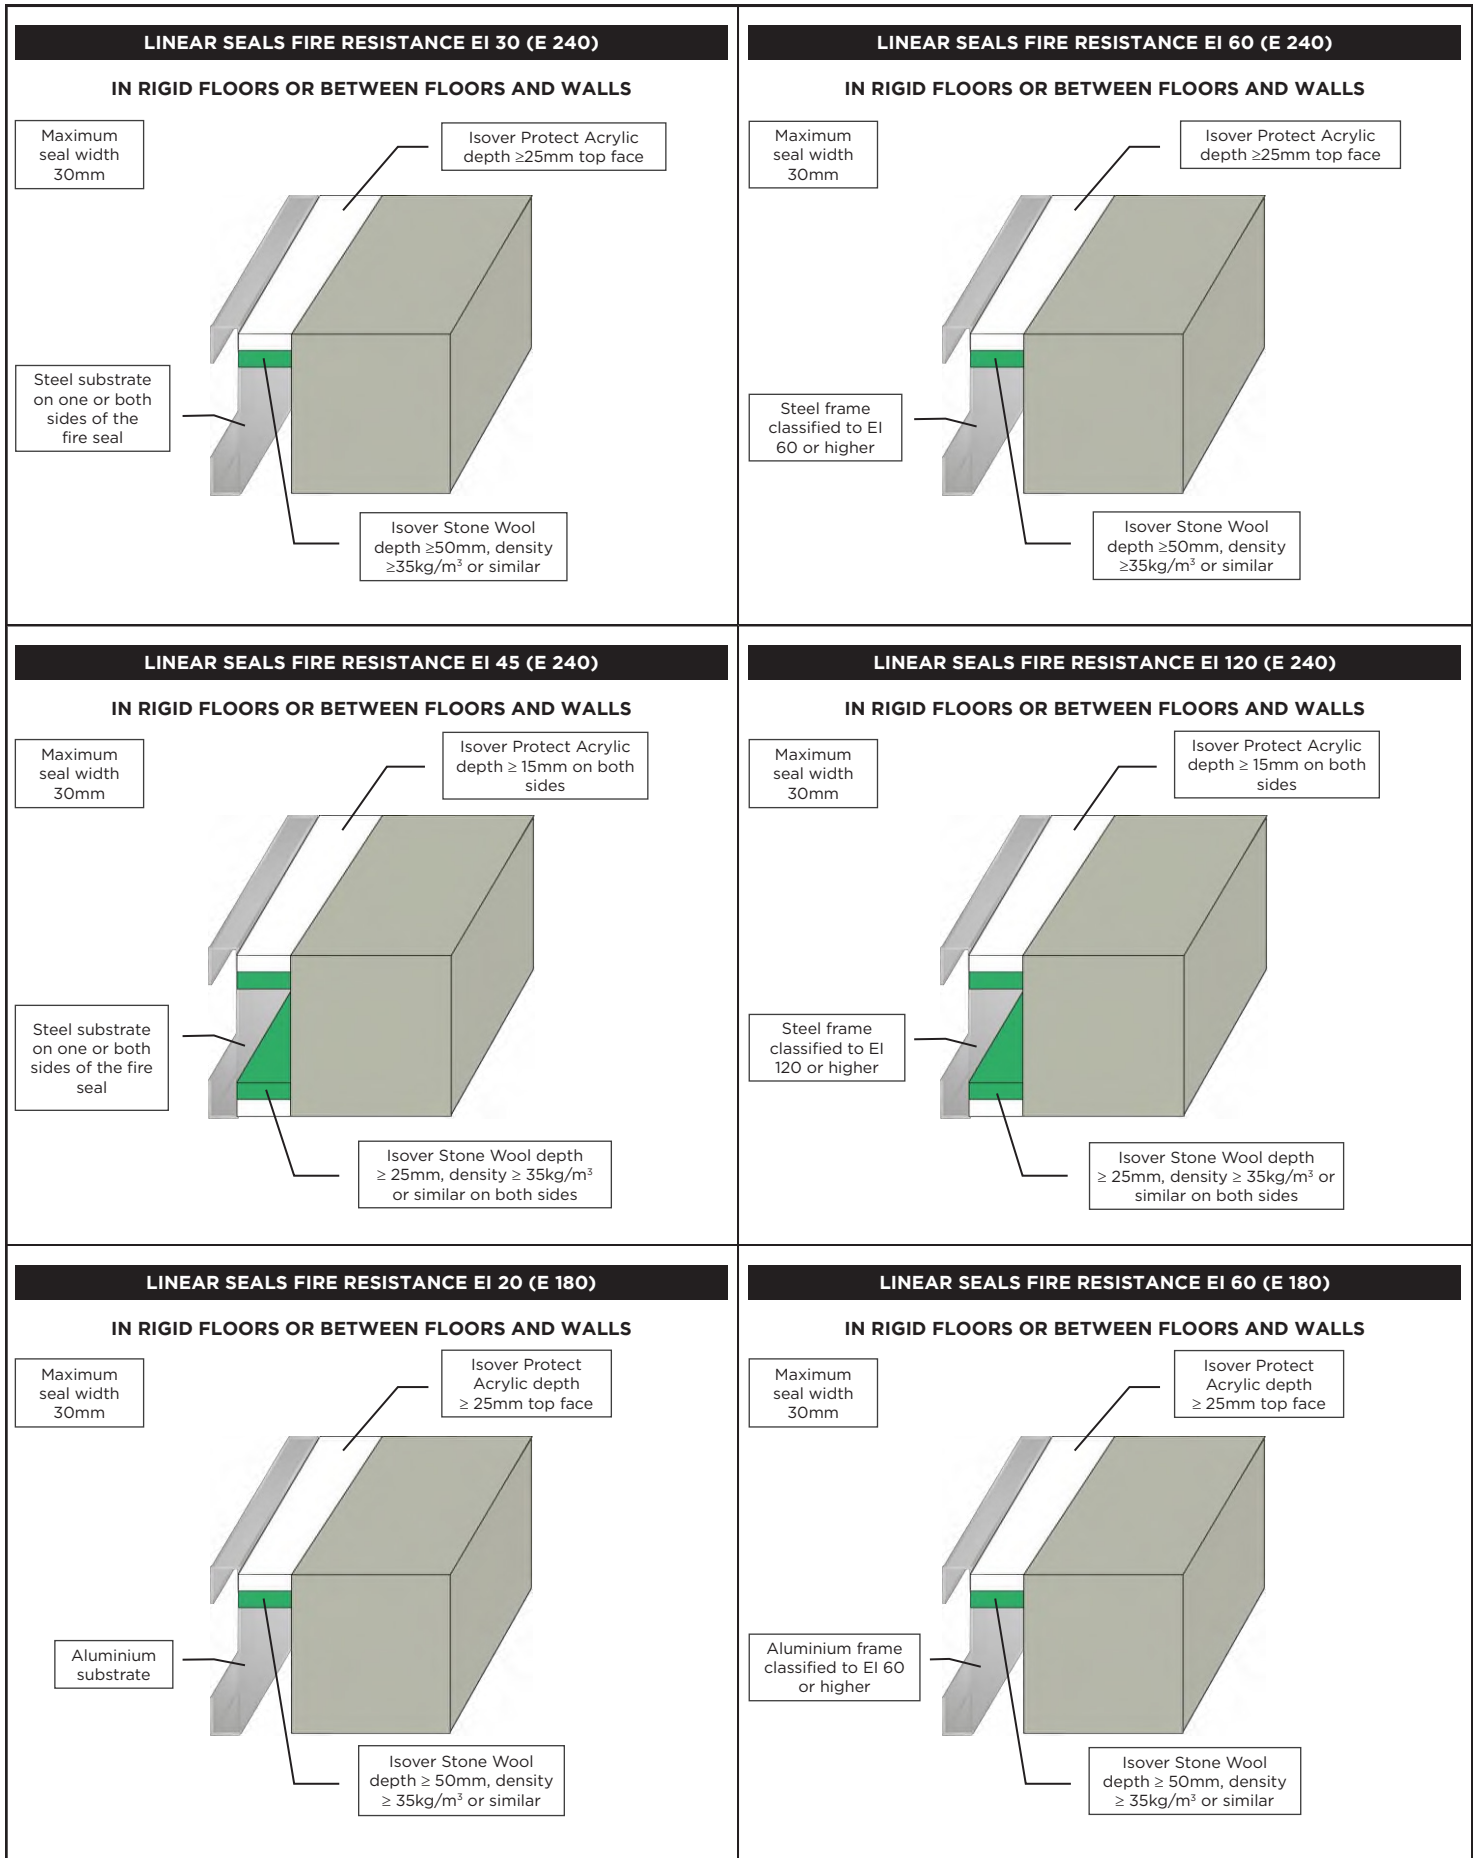 LINEAR SEALS FIRE RESISTANCE EI 30 (E 240)
IN RIGID FLOORS OR BETWEEN FLOORS AND WALLS
Maximum
seal width
30mm
Isover Protect Acrylic
depth ≥25mm top face
Steel substrate
on one or both
sides of the
fire seal
Isover Stone Wool
depth ≥50mm, density
≥35kg/m³ or similar
LINEAR SEALS FIRE RESISTANCE EI 60 (E 240)
IN RIGID FLOORS OR BETWEEN FLOORS AND WALLS
Maximum
seal width
30mm
Isover Protect Acrylic
depth ≥25mm top face
Steel frame
classified to EI
60 or higher
Isover Stone Wool
depth ≥50mm, density
≥35kg/m³ or similar
LINEAR SEALS FIRE RESISTANCE EI 45 (E 240)
IN RIGID FLOORS OR BETWEEN FLOORS AND WALLS
Maximum
seal width
30mm
Isover Protect Acrylic
depth ≥ 15mm on both
sides
Steel substrate
on one or both
sides of the fire
seal
Isover Stone Wool depth
≥ 25mm, density ≥ 35kg/m³
or similar on both sides
LINEAR SEALS FIRE RESISTANCE EI 120 (E 240)
IN RIGID FLOORS OR BETWEEN FLOORS AND WALLS
Maximum
seal width
30mm
Isover Protect Acrylic
depth ≥ 15mm on both
sides
Steel frame
classified to EI
120 or higher
Isover Stone Wool depth
≥ 25mm, density ≥ 35kg/m³ or
similar on both sides
LINEAR SEALS FIRE RESISTANCE EI 20 (E 180)
IN RIGID FLOORS OR BETWEEN FLOORS AND WALLS
Maximum
seal width
30mm
Isover Protect
Acrylic depth
≥ 25mm top face
Aluminium
substrate
Isover Stone Wool
depth ≥ 50mm, density
≥ 35kg/m³ or similar
LINEAR SEALS FIRE RESISTANCE EI 60 (E 180)
IN RIGID FLOORS OR BETWEEN FLOORS AND WALLS
Maximum
seal width
30mm
Isover Protect
Acrylic depth
≥ 25mm top face
Aluminium frame
classified to EI 60
or higher
Isover Stone Wool
depth ≥ 50mm, density
≥ 35kg/m³ or similar